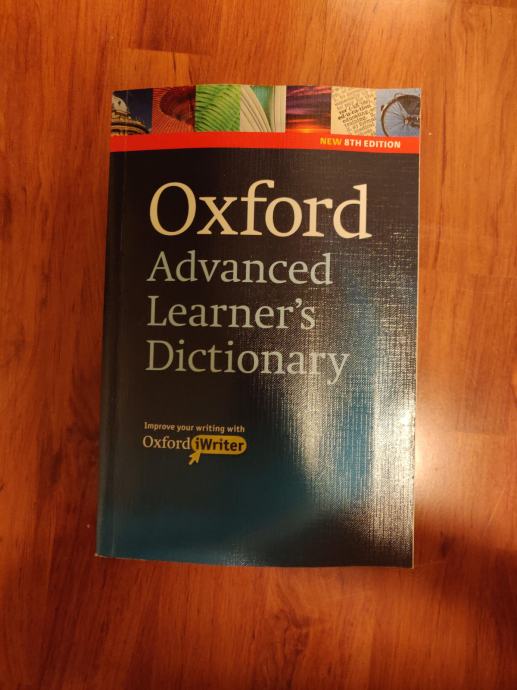 NEW 8TH EDITION
Oxford
Advanced
Learner's
Dictionary
Improve your writing with
Oxford iWriter